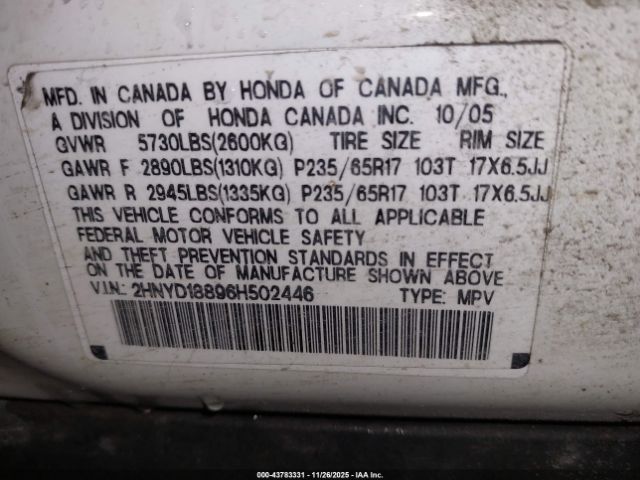 MFD. IN CANADA BY HONDA OF CANADA MFG.,
A DIVISION OF HONDA CANADA INC. 10/05
GVWR 5730LBS(2600KG) TIRE SIZE RIM SIZE
GAWR F 2890LBS(1310KG) P235/65R17 103T 17X6.5JJ
GAWR R 2945LBS(1335KG) P235/65R17 103T 17X6.5JJ
THIS VEHICLE CONFORMS TO ALL APPLICABLE
FEDERAL MOTOR VEHICLE SAFETY
AND THEFT PREVENTION STANDARDS IN EFFECT
ON THE DATE OF MANUFACTURE SHOWN ABOVE
V.I.N.: 2HNYD18896H502446 TYPE: MPV
000-43783331 - 11/26/2025 - IAA Inc.